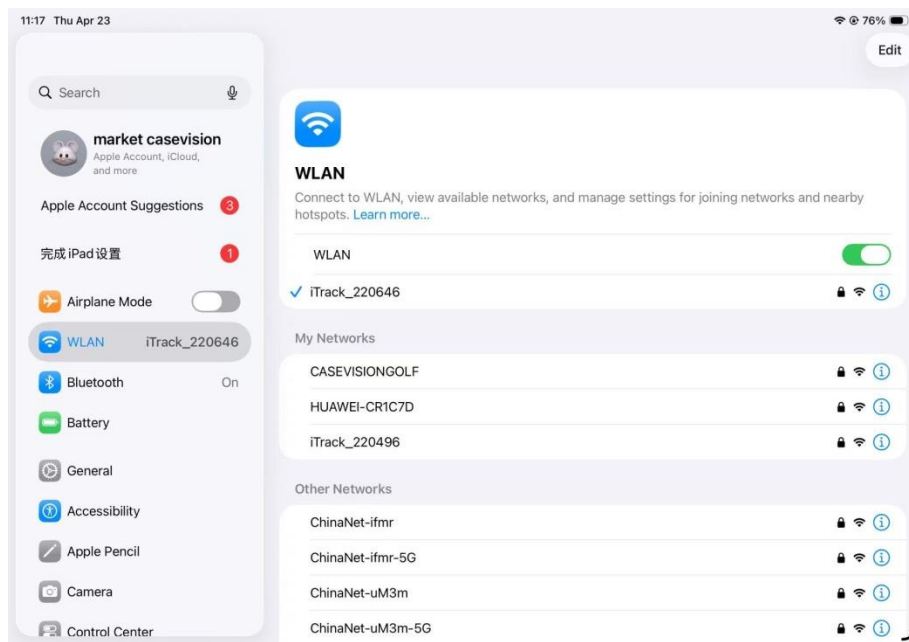 11:17 Thu Apr 23
76%
Edit
Search
market casevision
Apple Account, iCloud,
and more
Apple Account Suggestions 3
完成 iPad 设置 1
Airplane Mode
WLAN iTrack_220646
Bluetooth On
Battery
General
Accessibility
Apple Pencil
Camera
Control Center
WLAN
Connect to WLAN, view available networks, and manage settings for joining networks and nearby
hotspots. Learn more...
WLAN
iTrack_220646
My Networks
CASEVISIONGOLF
HUAWEI-CR1C7D
iTrack_220496
Other Networks
ChinaNet-ifmr
ChinaNet-ifmr-5G
ChinaNet-uM3m
ChinaNet-uM3m-5G